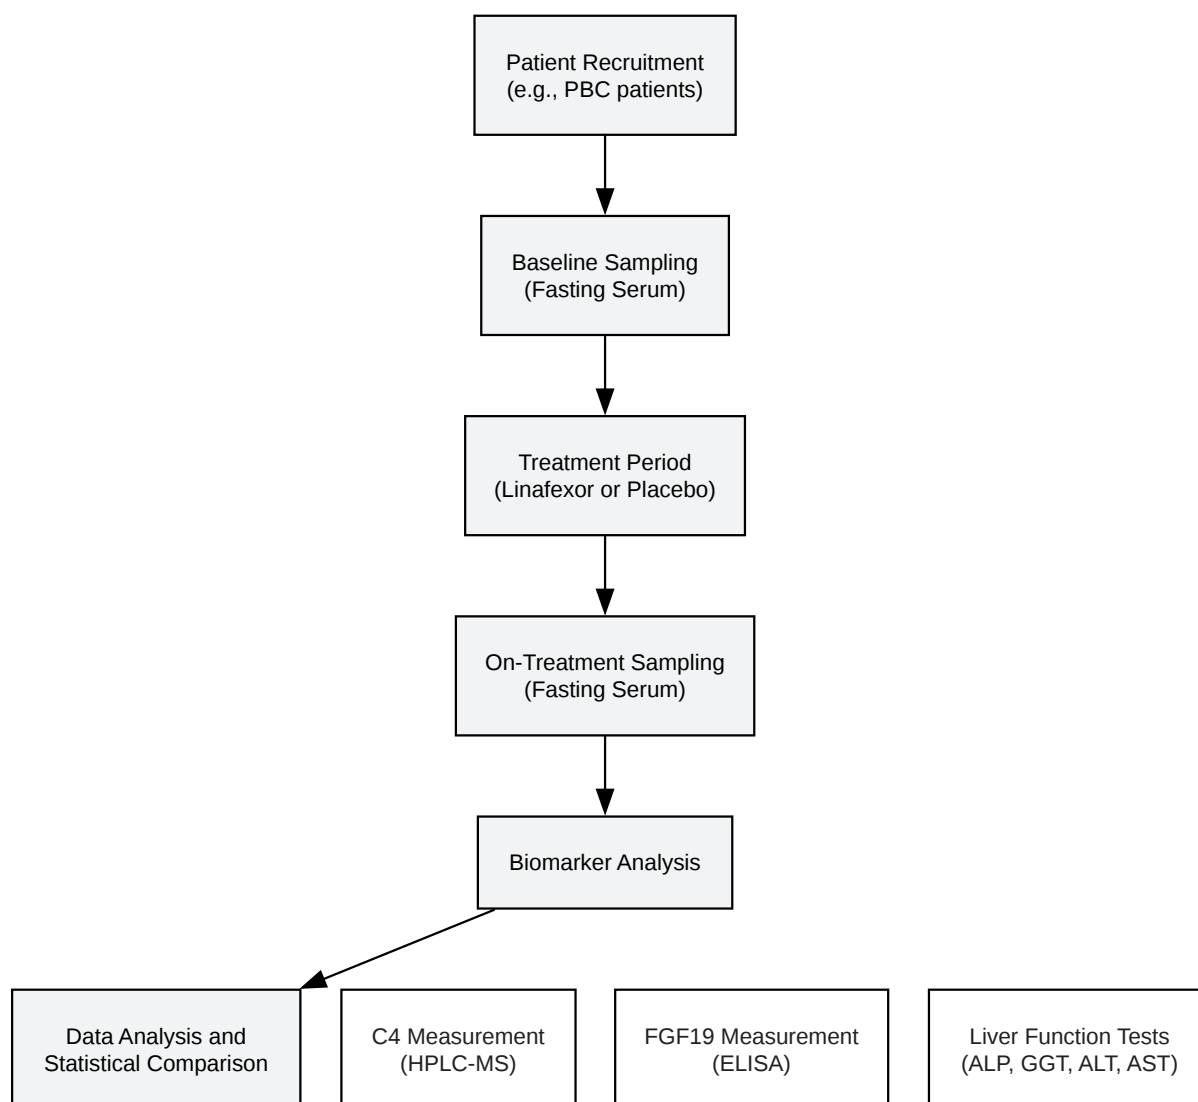 Patient Recruitment
(e.g., PBC patients)
Baseline Sampling
(Fasting Serum)
Treatment Period
(Linafexor or Placebo)
On-Treatment Sampling
(Fasting Serum)
Biomarker Analysis
Data Analysis and
Statistical Comparison
C4 Measurement
(HPLC-MS)
FGF19 Measurement
(ELISA)
Liver Function Tests
(ALP, GGT, ALT, AST)